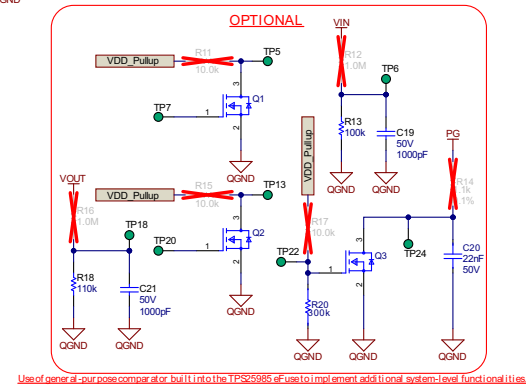 QGND
OPTIONAL
VIN
VDD_Pullup
R11
10.0k
TP5
R12
1.0M
TP6
3
TP7
1
Q1
2
QGND
VDD_Pullup
R13
100k
C19
50V
1000pF
QGND
QGND
PG
R14
1k
1%
VOUT
VDD_Pullup
R15
10.0k
TP13
R16
1.0M
TP18
3
TP20
1
Q2
2
QGND
R17
10.0k
TP22
3
1
Q3
2
TP24
C20
22nF
50V
R18
110k
C21
50V
1000pF
R20
300k
QGND
QGND
QGND
QGND
QGND
Use of general-purpose comparator built into the TPS25985 eFuse to implement additional system-level functionalities